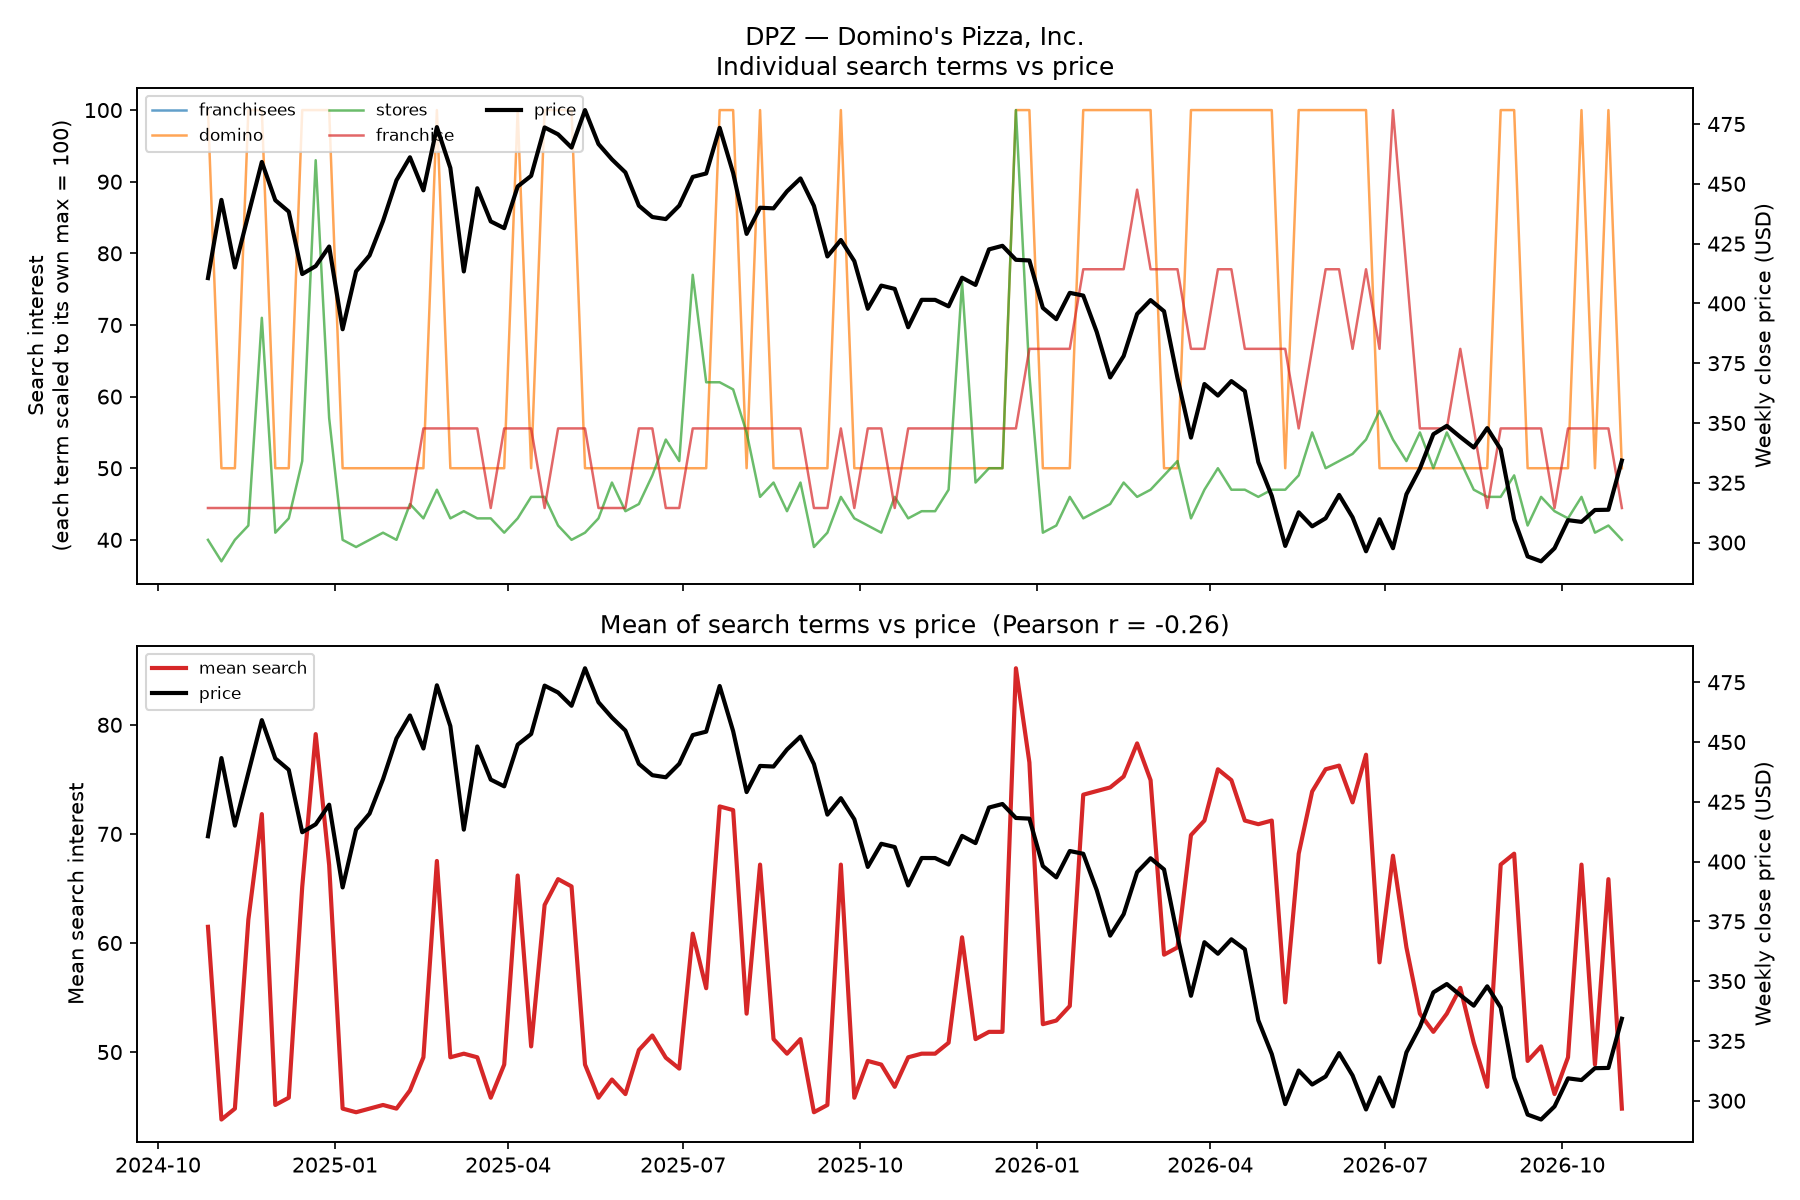 DPZ — Domino's Pizza, Inc.
Individual search terms vs price
franchisees
domino
stores
franchise
price
100
90
80
70
60
50
40
Search interest
(each term scaled to its own max = 100)
475
450
425
400
375
350
325
300
Weekly close price (USD)
Mean of search terms vs price (Pearson r = -0.26)
mean search
price
80
70
60
50
Mean search interest
475
450
425
400
375
350
325
300
Weekly close price (USD)
2024-10
2025-01
2025-04
2025-07
2025-10
2026-01
2026-04
2026-07
2026-10